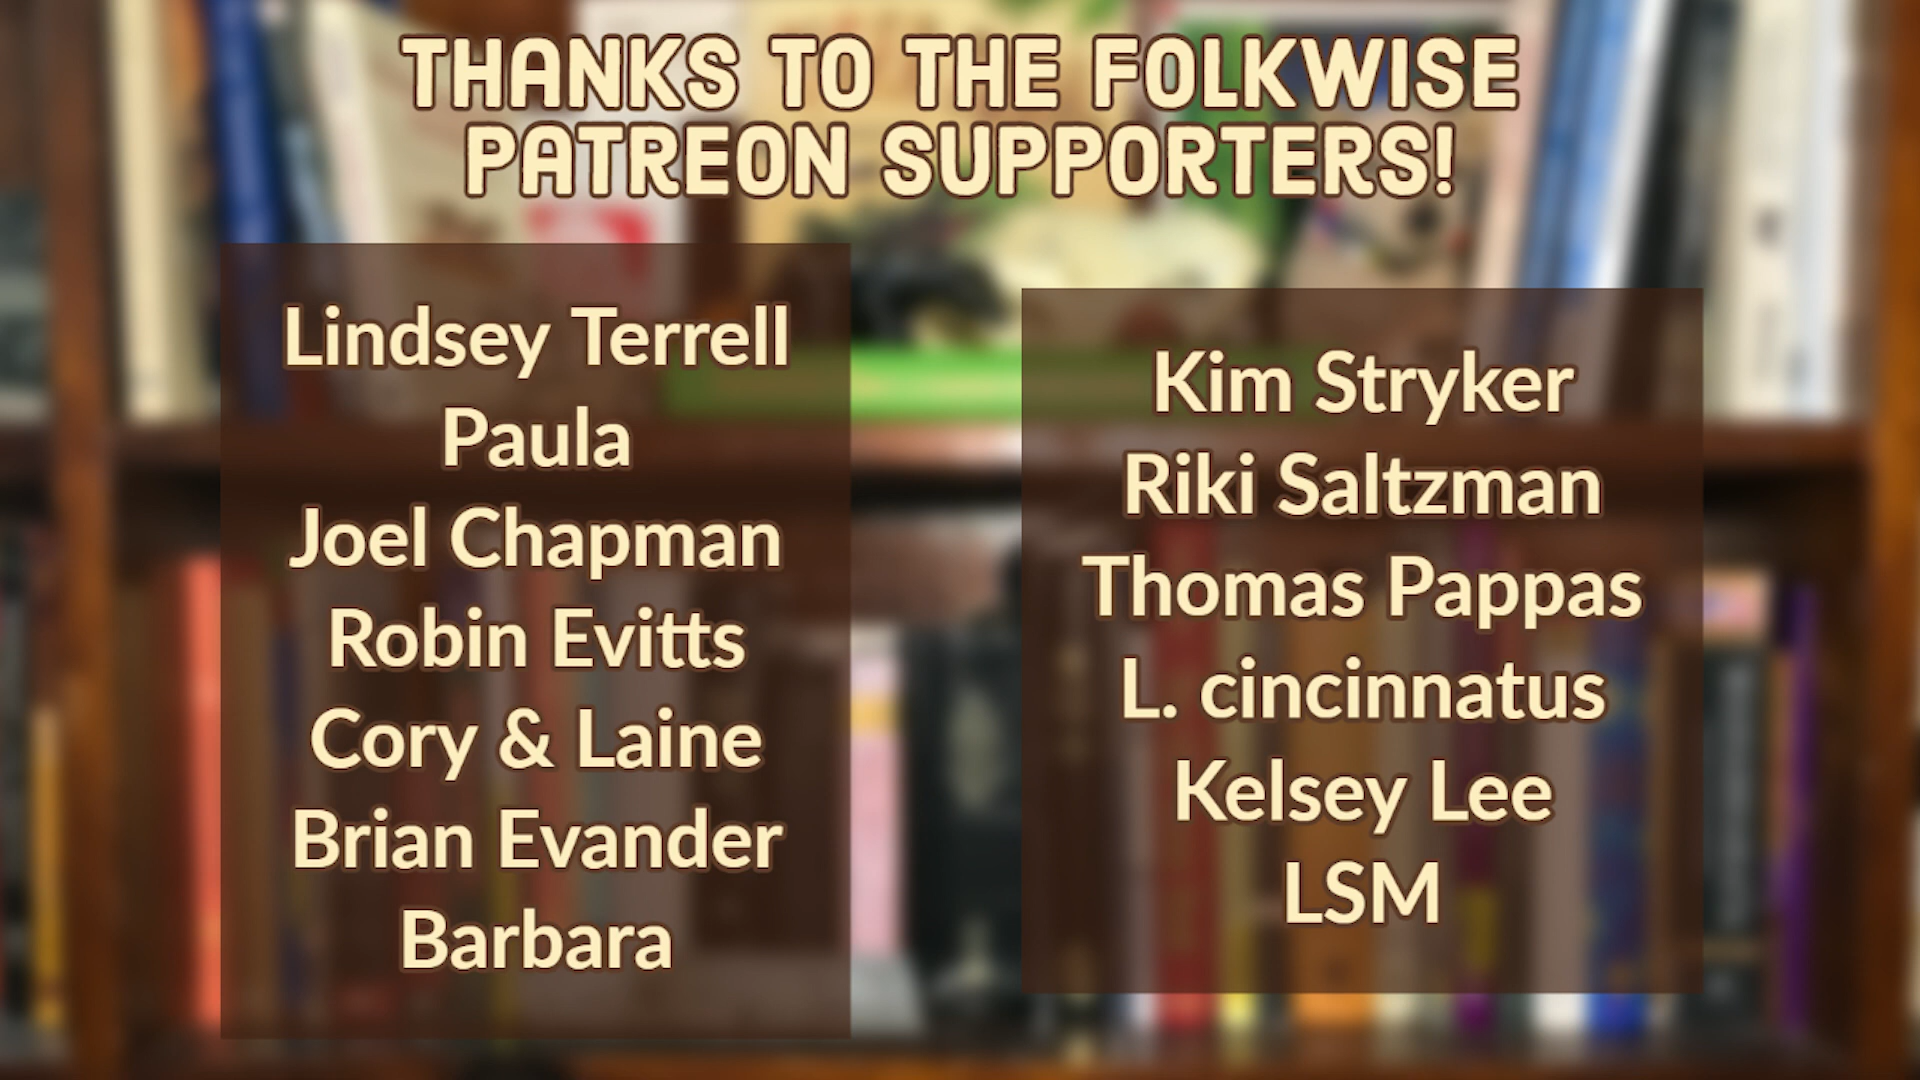 THANKS TO THE FOLKWISE
PATREON SUPPORTERS!
Lindsey Terrell
Paula
Joel Chapman
Robin Evitts
Cory & Laine
Brian Evander
Barbara
Kim Stryker
Riki Saltzman
Thomas Pappas
L. cincinnatus
Kelsey Lee
LSM